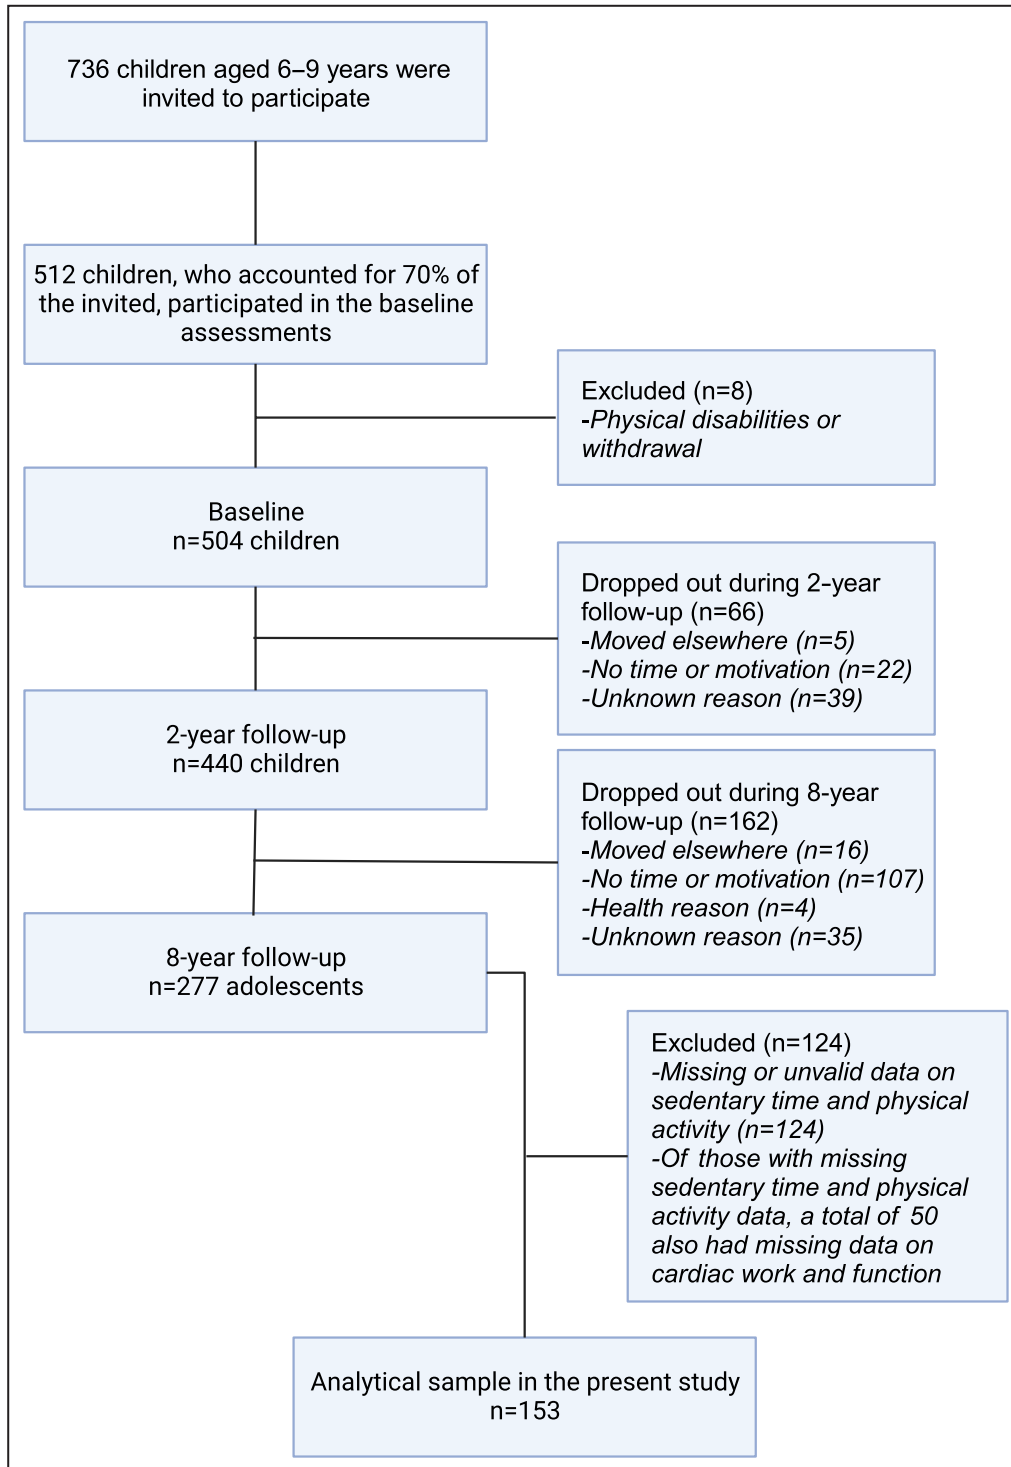 736 children aged 6–9 years were
invited to participate
512 children, who accounted for 70% of
the invited, participated in the baseline
assessments
Excluded (n=8)
-Physical disabilities or
withdrawal
Baseline
n=504 children
Dropped out during 2-year
follow-up (n=66)
-Moved elsewhere (n=5)
-No time or motivation (n=22)
-Unknown reason (n=39)
2-year follow-up
n=440 children
Dropped out during 8-year
follow-up (n=162)
-Moved elsewhere (n=16)
-No time or motivation (n=107)
-Health reason (n=4)
-Unknown reason (n=35)
8-year follow-up
n=277 adolescents
Excluded (n=124)
-Missing or unvalid data on
sedentary time and physical
activity (n=124)
-Of those with missing
sedentary time and physical
activity data, a total of 50
also had missing data on
cardiac work and function
Analytical sample in the present study
n=153